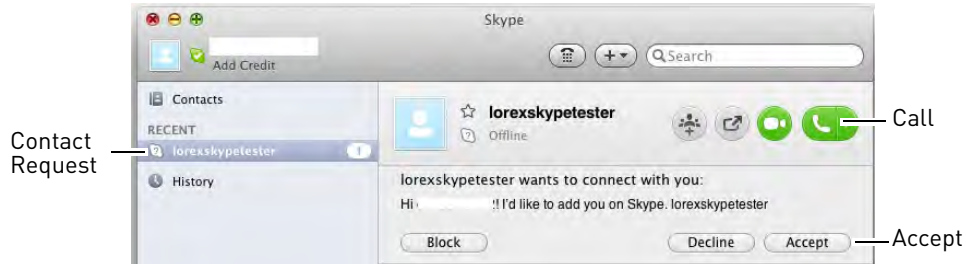 Skype
Add Credit
Search
Contacts
RECENT
lorexskypetester 1
History
lorexskypetester
Offline
lorexskypetester wants to connect with you:
Hi !! I'd like to add you on Skype. lorexskypetester
Block Decline Accept
Contact
Request
Call
Accept